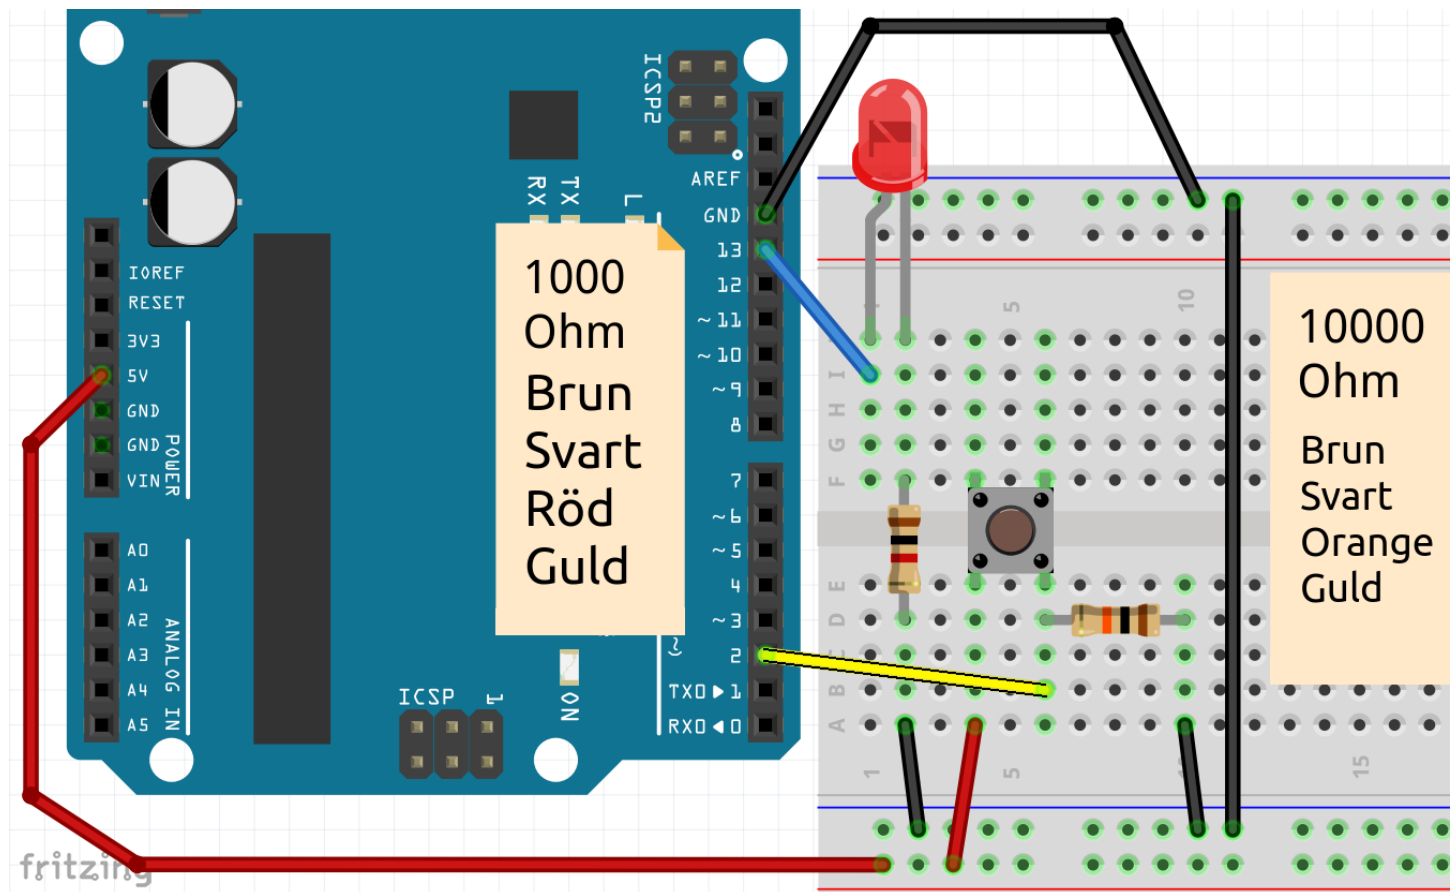 ICSP2
AREF
GND
13
12
~11
~10
~9
8
7
~6
~5
4
~3
2
TX0▶1
RX0◀0
RX
TX
L
IOREF
RESET
3V3
5V
GND
GND
VIN
POWER
A0
A1
A2
A3
A4
A5
ANALOG IN
ICSP
1
ON
1000
Ohm
Brun
Svart
Röd
Guld
10000
Ohm
Brun
Svart
Orange
Guld
5
10
I
H
G
F
E
D
C
B
A
1
5
15
fritzing